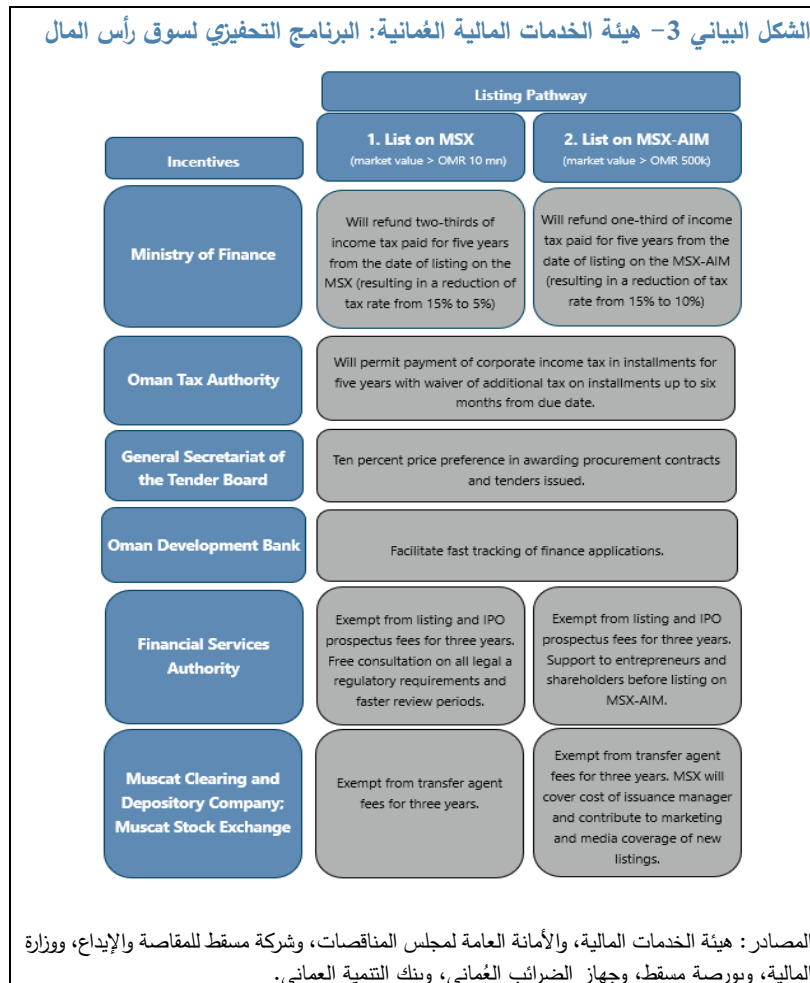 الشكل البياني 3- هيئة الخدمات المالية العُمانية: البرنامج التحفيزي لسوق رأس المال
Listing Pathway
Incentives
1. List on MSX
(market value > OMR 10 mn)
2. List on MSX-AIM
(market value > OMR 500k)
Ministry of Finance
Will refund two-thirds of
income tax paid for five years
from the date of listing on the
MSX (resulting in a reduction of
tax rate from 15% to 5%)
Will refund one-third of income
tax paid for five years from the
date of listing on the MSX-AIM
(resulting in a reduction of tax
rate from 15% to 10%)
Oman Tax Authority
Will permit payment of corporate income tax in installments for
five years with waiver of additional tax on installments up to six
months from due date.
General Secretariat of
the Tender Board
Ten percent price preference in awarding procurement contracts
and tenders issued.
Oman Development Bank
Facilitate fast tracking of finance applications.
Financial Services
Authority
Exempt from listing and IPO
prospectus fees for three years.
Free consultation on all legal a
regulatory requirements and
faster review periods.
Exempt from listing and IPO
prospectus fees for three years.
Support to entrepreneurs and
shareholders before listing on
MSX-AIM.
Muscat Clearing and
Depository Company;
Muscat Stock Exchange
Exempt from transfer agent
fees for three years.
Exempt from transfer agent
fees for three years. MSX will
cover cost of issuance manager
and contribute to marketing
and media coverage of new
listings.
المصادر: هيئة الخدمات المالية، والأمانة العامة لمجلس المناقصات، وشركة مسقط للمقاصة والإيداع، ووزارة
المالية، وبورصة مسقط، وجهاز الضرائب العُماني، وبنك التنمية العماني.